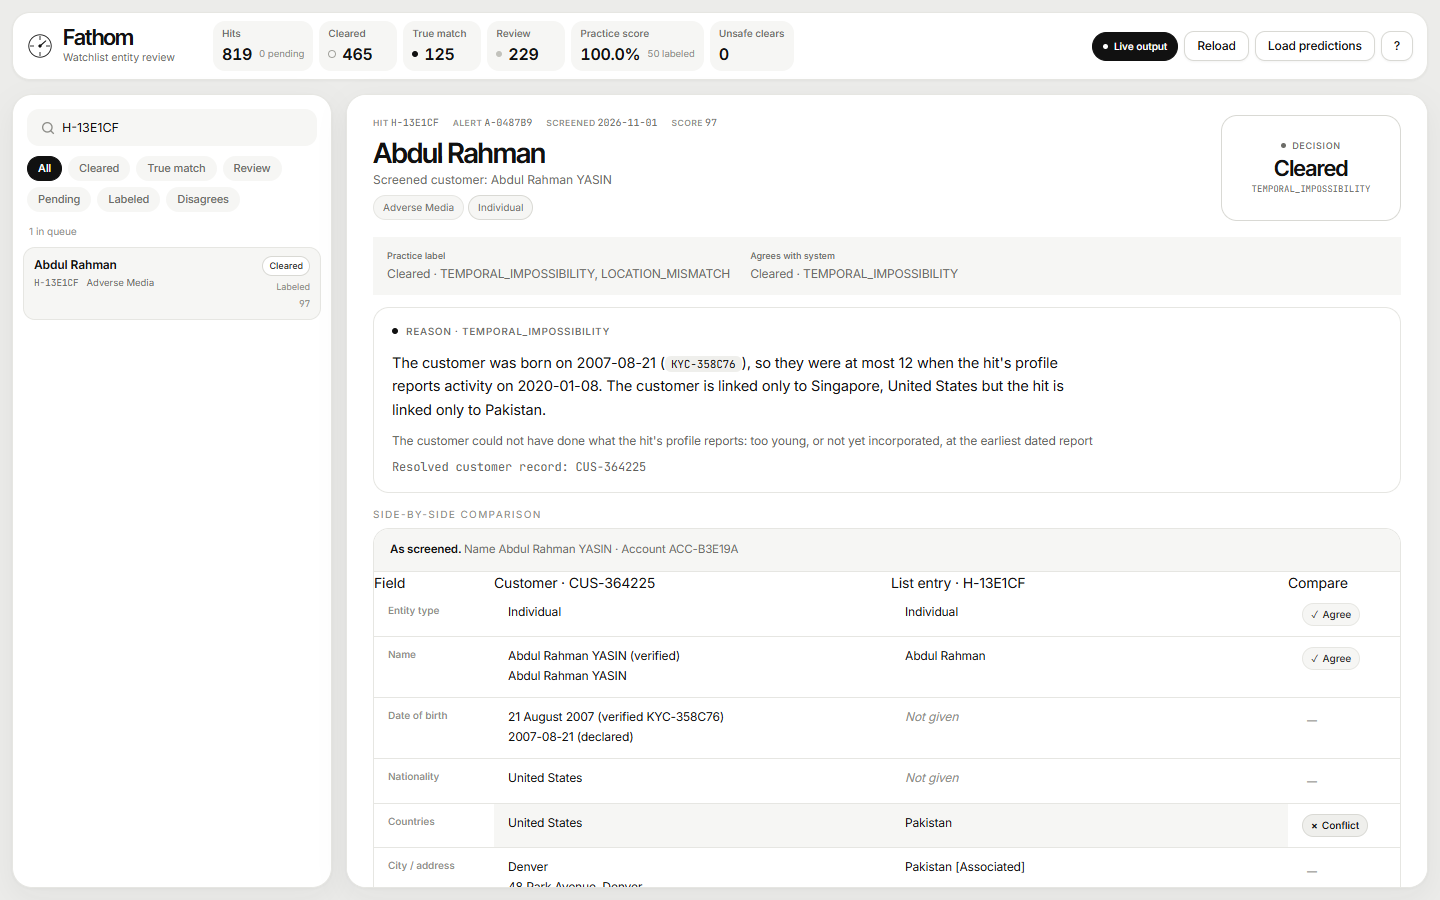 Fathom
Watchlist entity review
Hits
819 0 pending
Cleared
465
True match
125
Review
229
Practice score
100.0% 50 labeled
Unsafe clears
0
Live output
Reload
Load predictions
?
H-13E1CF
All
Cleared
True match
Review
Pending
Labeled
Disagrees
1 in queue
Abdul Rahman
Cleared
H-13E1CF Adverse Media
Labeled
97
HIT H-13E1CF ALERT A-0487B9 SCREENED 2026-11-01 SCORE 97
Abdul Rahman
Screened customer: Abdul Rahman YASIN
Adverse Media
Individual
DECISION
Cleared
TEMPORAL_IMPOSSIBILITY
Practice label
Cleared · TEMPORAL_IMPOSSIBILITY, LOCATION_MISMATCH
Agrees with system
Cleared · TEMPORAL_IMPOSSIBILITY
REASON · TEMPORAL_IMPOSSIBILITY
The customer was born on 2007-08-21 ( KYC-358C76 ), so they were at most 12 when the hit's profile
reports activity on 2020-01-08. The customer is linked only to Singapore, United States but the hit is
linked only to Pakistan.
The customer could not have done what the hit's profile reports: too young, or not yet incorporated, at the earliest dated report
Resolved customer record: CUS-364225
SIDE-BY-SIDE COMPARISON
As screened. Name Abdul Rahman YASIN · Account ACC-B3E19A
Field Customer · CUS-364225 List entry · H-13E1CF Compare
Entity type Individual Individual ✓ Agree
Name Abdul Rahman YASIN (verified) Abdul Rahman ✓ Agree
Abdul Rahman YASIN
Date of birth 21 August 2007 (verified KYC-358C76) Not given —
2007-08-21 (declared)
Nationality United States Not given —
Countries United States Pakistan × Conflict
City / address Denver Pakistan [Associated] —
48 Park Avenue, Denver